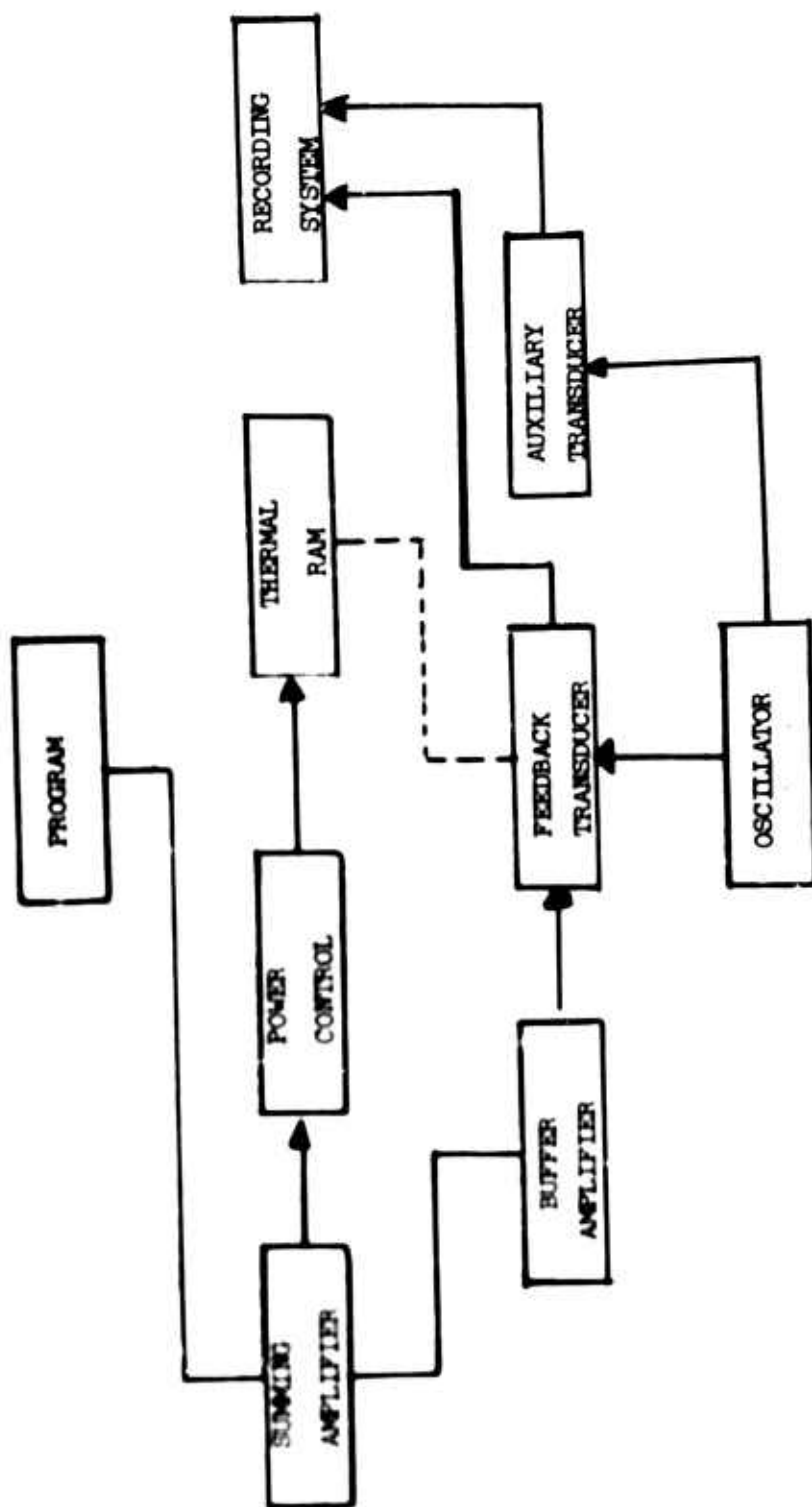 PROGRAM
SUMMING
AMPLIFIER
POWER
CONTROL
THERMAL
RAM
RECORDING
SYSTEM
BUFFER
AMPLIFIER
FEEDBACK
TRANSDUCER
AUXILIARY
TRANSDUCER
OSCILLATOR